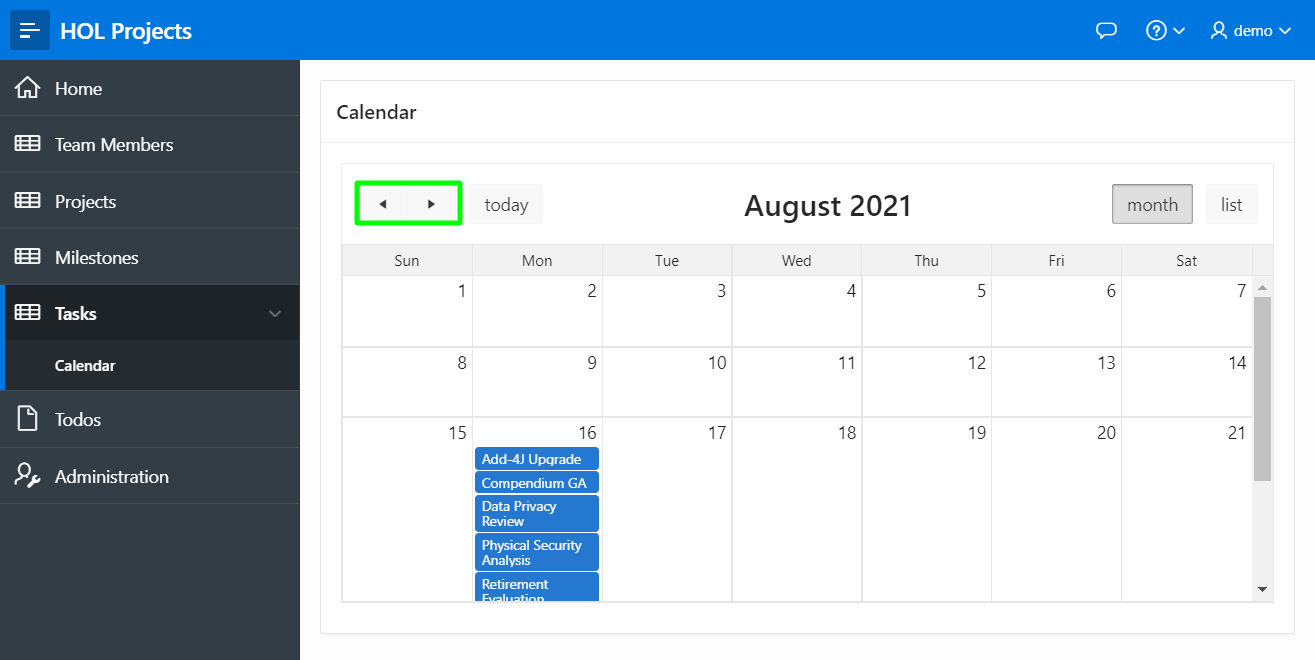 HOL Projects
demo
Home
Team Members
Projects
Milestones
Tasks
Calendar
Todos
Administration
Calendar
today
August 2021
month
list
Sun Mon Tue Wed Thu Fri Sat
1 2 3 4 5 6 7
8 9 10 11 12 13 14
15 16 17 18 19 20 21
Add-4J Upgrade
Compendium GA
Data Privacy
Review
Physical Security
Analysis
Retirement
Evaluation